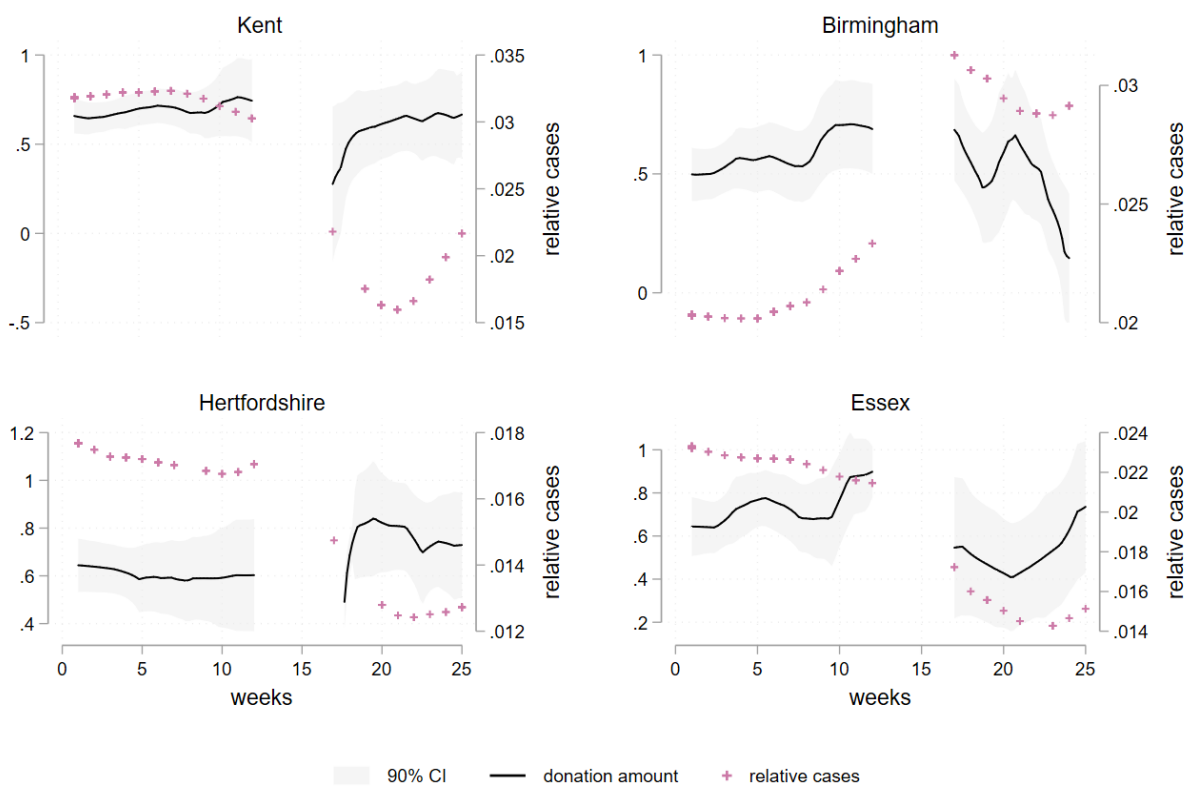 Kent
Birmingham
1
.5
0
-.5
.035
.03
.025
.02
.015
relative cases
1
.5
0
.03
.025
.02
relative cases
Hertfordshire
Essex
1.2
1
.8
.6
.4
.018
.016
.014
.012
relative cases
0 5 10 15 20 25
weeks
1
.8
.6
.4
.2
.024
.022
.02
.018
.016
.014
relative cases
0 5 10 15 20 25
weeks
90% CI donation amount relative cases